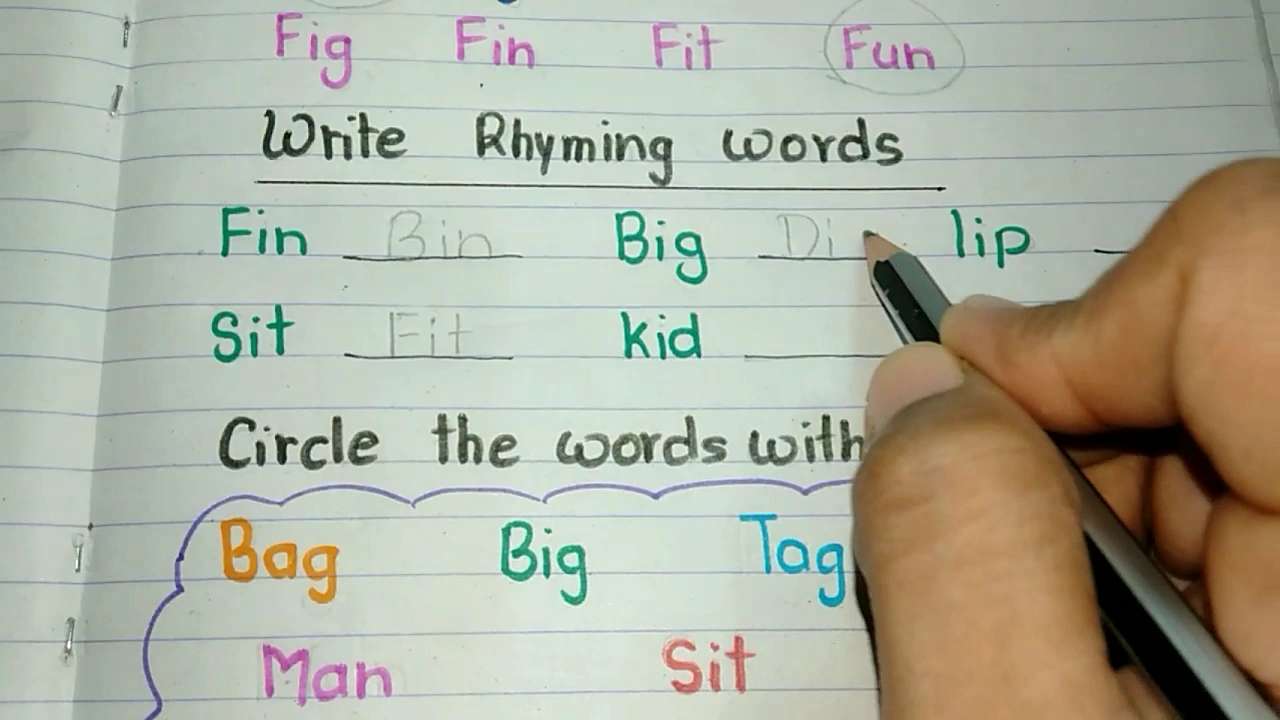 Fig Fin Fit Fun
Write Rhyming words
Fin Bin Big Di lip
Sit Fit kid
Circle the words with
Bag Big Tag
Man Sit